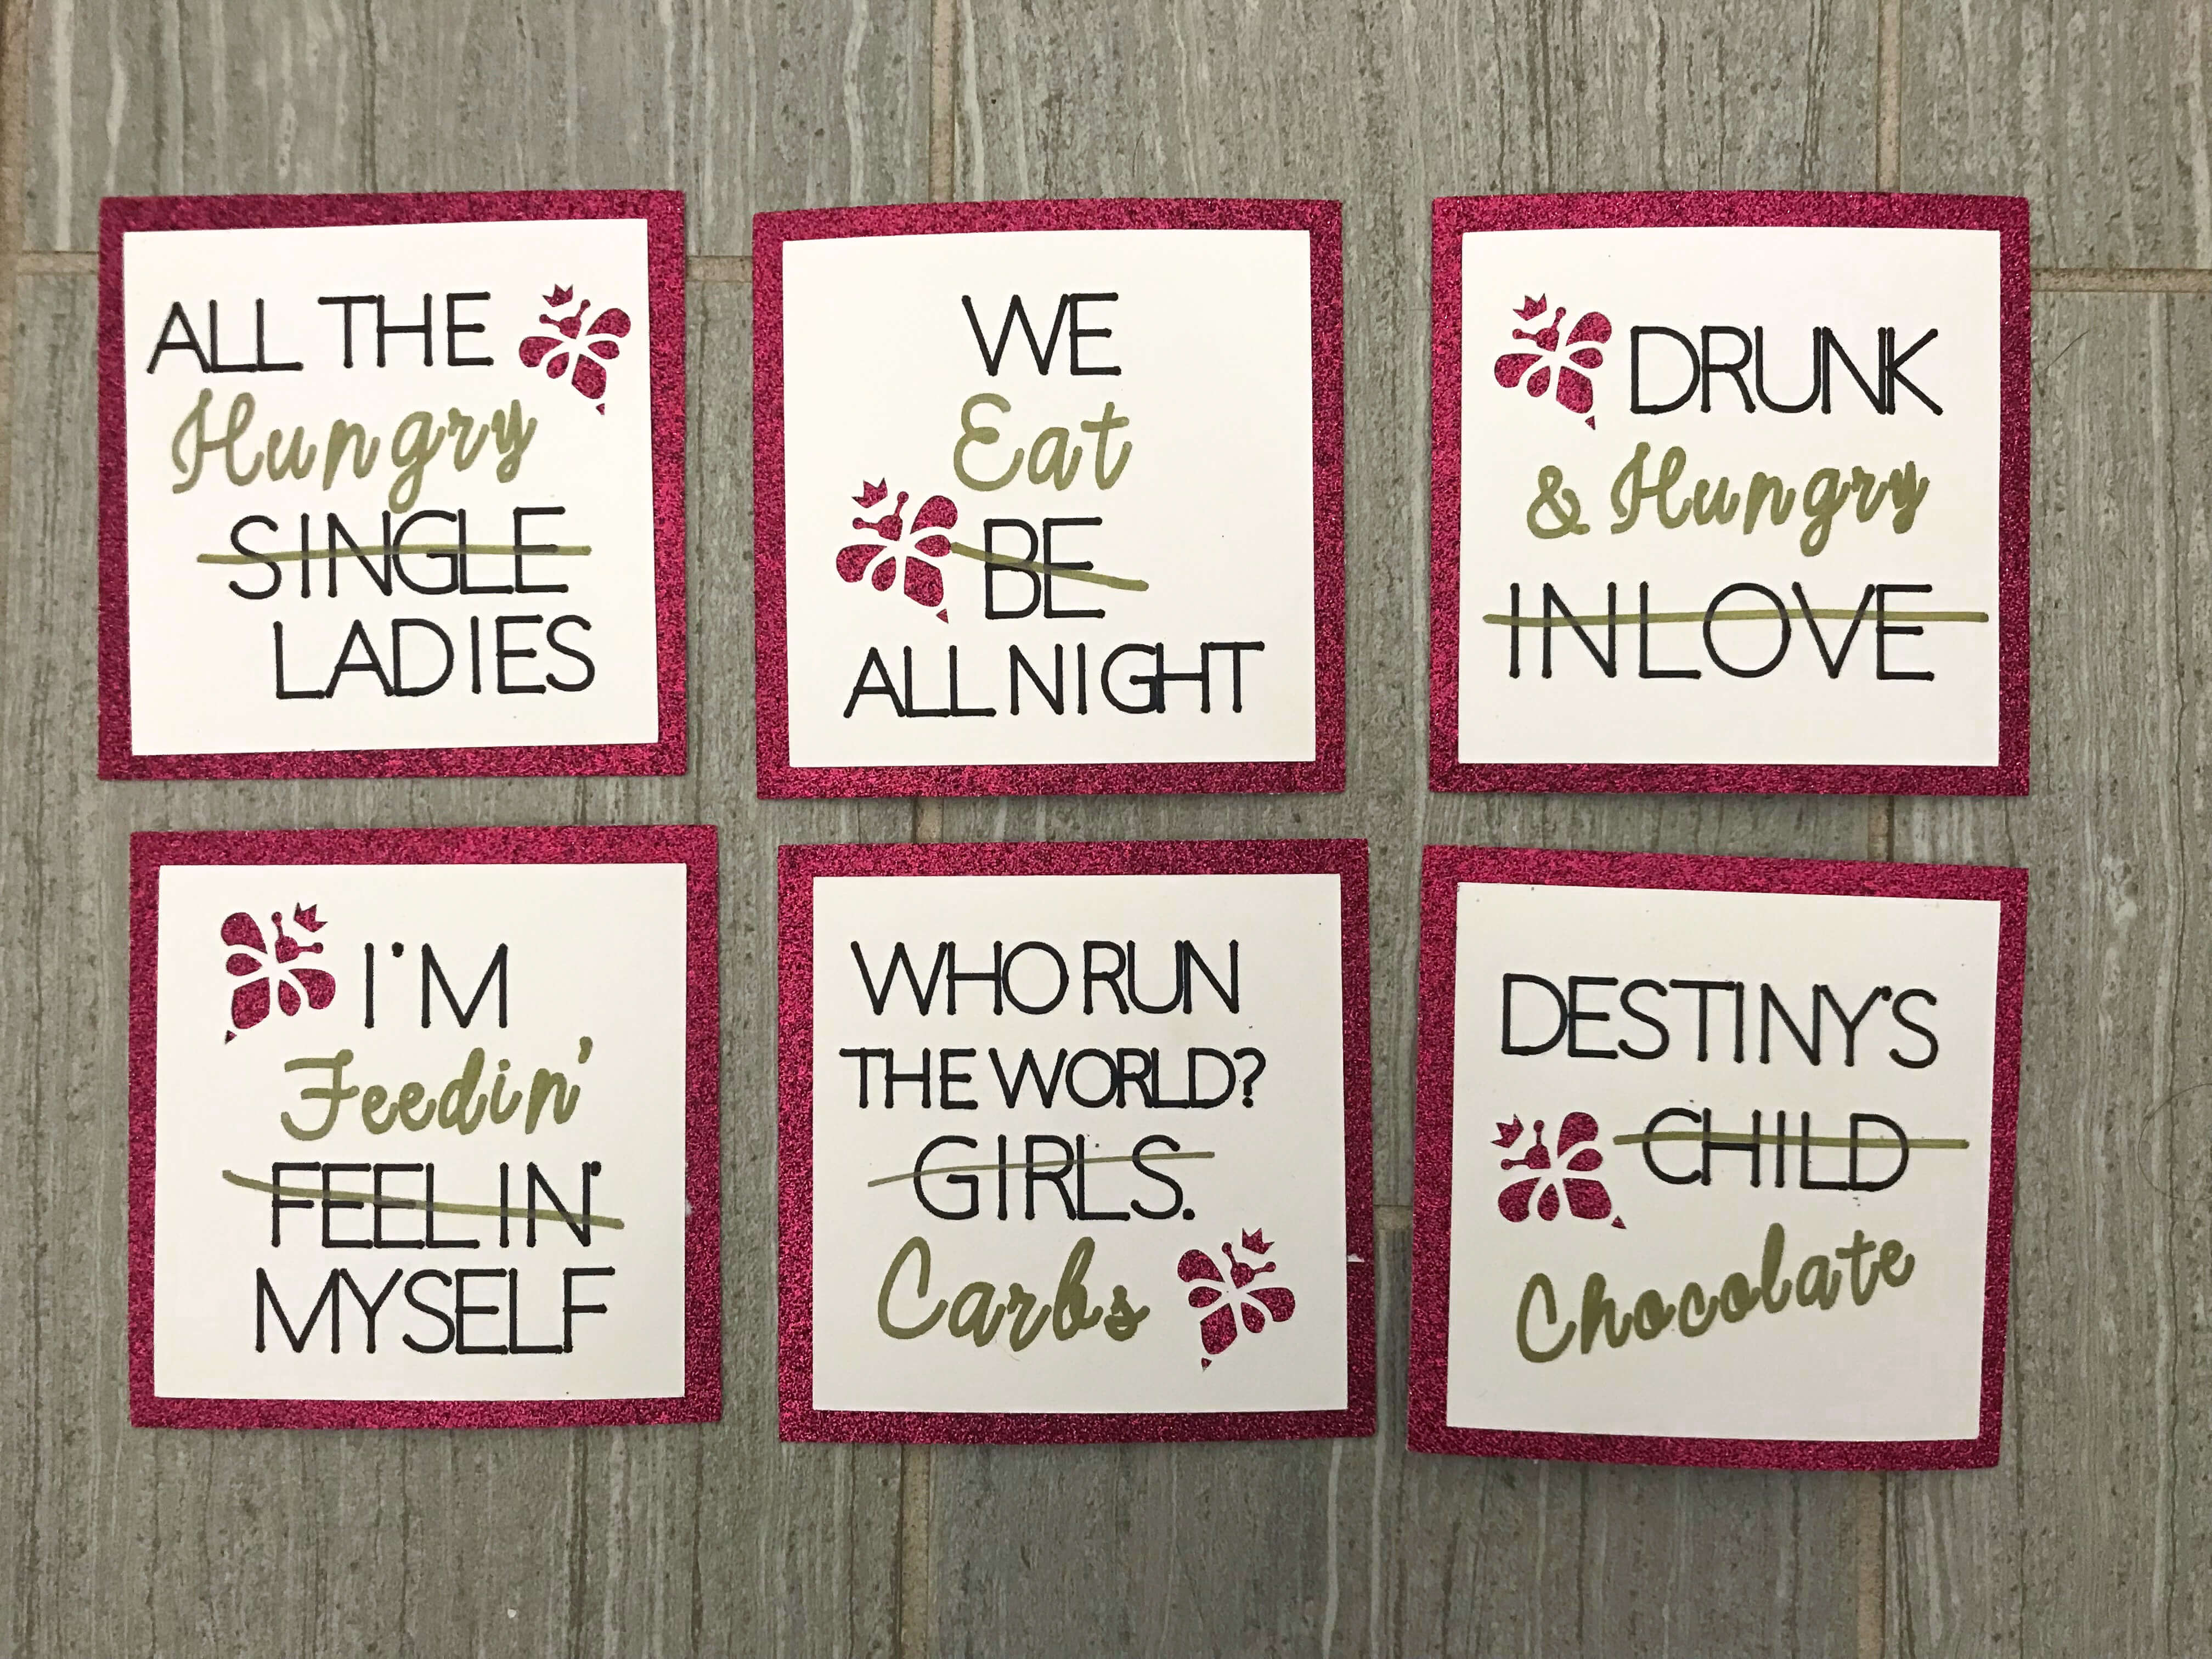 ALL THE
Hungry
SINGLE
LADIES
WE
Eat
BE
ALL NIGHT
DRUNK
& Hungry
IN LOVE
I'M
Feedin'
FEELIN'
MYSELF
WHO RUN
THE WORLD?
GIRLS.
Carbs
DESTINY'S
CHILD
Chocolate